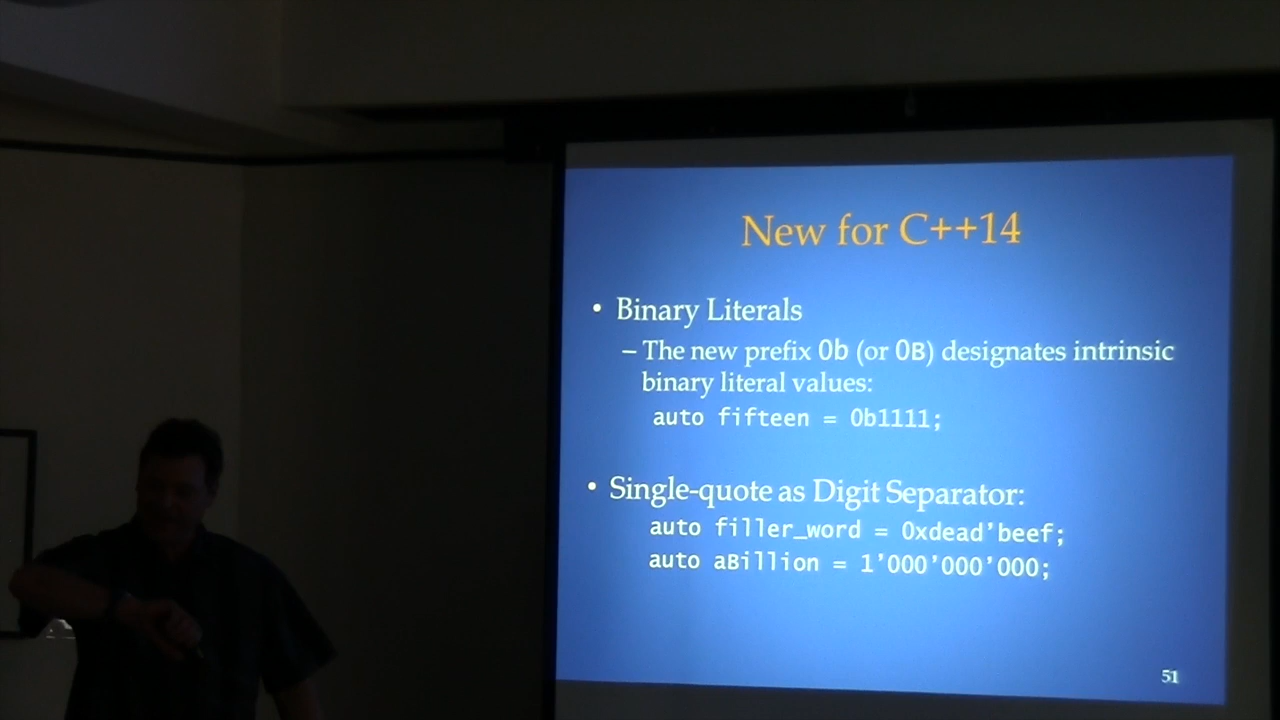 New for C++14
• Binary Literals
– The new prefix 0b (or 0B) designates intrinsic
binary literal values:
auto fifteen = 0b1111;
• Single-quote as Digit Separator:
auto filler_word = 0xdead’beef;
auto aBillion = 1’000’000’000;
51